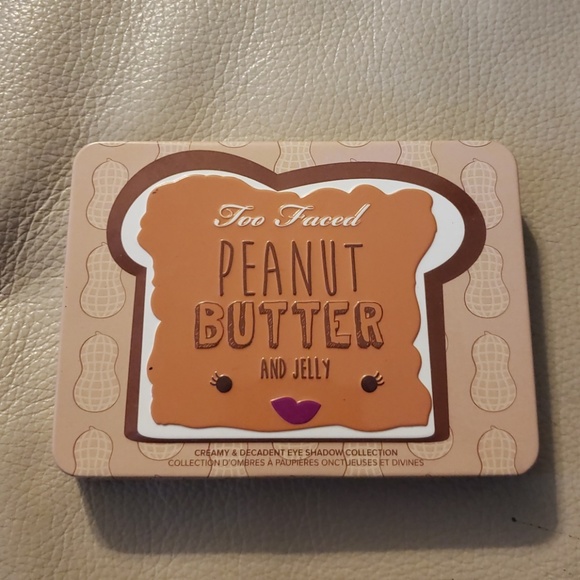 Too Faced
PEANUT
BUTTER
AND JELLY
CREAMY & DECADENT EYE SHADOW COLLECTION
COLLECTION D'OMBRES À PAUPIÈRES ONCTUEUSES ET DIVINES